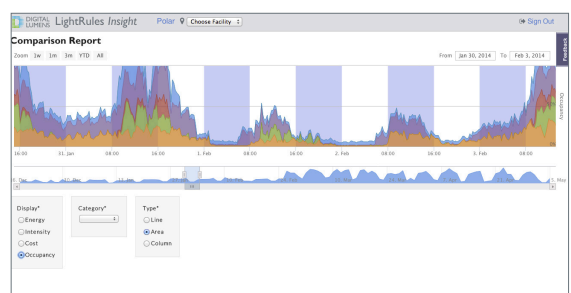 DIGITAL LUMENS LightRules Insight Polar Choose Facility Sign Out
Feedback
Comparison Report
Zoom 1w 1m 3m YTD All From Jan 30, 2014 To Feb 3, 2014
Occupancy
0%
16:00 31. Jan 08:00 16:00 1. Feb 08:00 16:00 2. Feb 08:00 16:00 3. Feb 08:00
5. May
Display* Category* Type*
Energy Line
Intensity Area
Cost Column
Occupancy